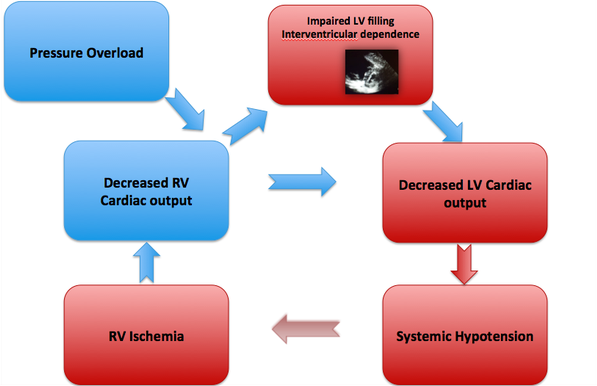 Pressure Overload
Impaired LV filling
Interventricular dependence
Decreased RV
Cardiac output
Decreased LV Cardiac
output
RV Ischemia
Systemic Hypotension